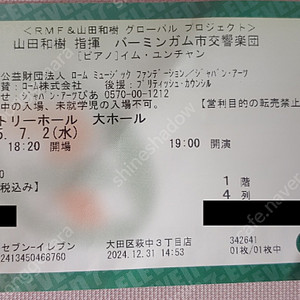 <RMF&山田和樹 グローバル プロジェクト>
山田和樹 指揮 バーミンガム市交響楽団
[ピアノ]イム・ユンチャン
公益財団法人 ローム ミュージック ファンデーション/ジャパン・アーツ
賛:ローム株式会社 後援:ブリティッシュ・カウンシル
せ:ジャパン・アーツぴあ 0570-00-1212
中の入場、未就学児の入場不可。 【営利目的の転売禁止
トリーホール 大ホール
5. 7. 2(水)
18:20 開場 19:00 開演
0
税込み) 1 階
4 列
セブン-イレブン 大田区萩中3丁目店 342641
2413450468760 2024.12.31 14:53 01枚/01枚中